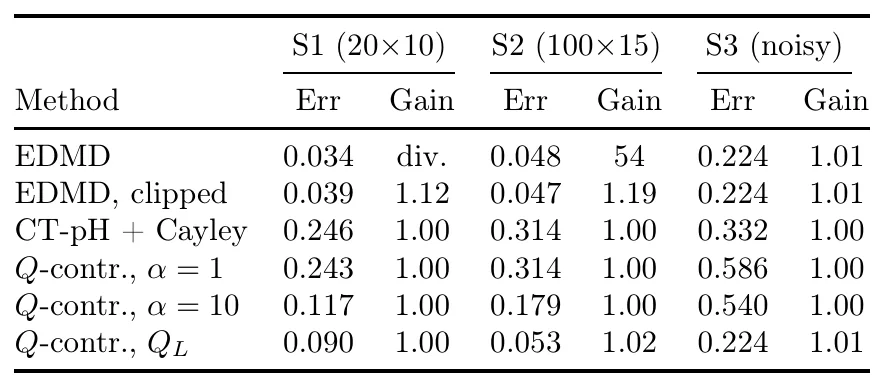 S1 (20×10) S2 (100×15) S3 (noisy)
Method Err Gain Err Gain Err Gain
EDMD 0.034 div. 0.048 54 0.224 1.01
EDMD, clipped 0.039 1.12 0.047 1.19 0.224 1.01
CT-pH + Cayley 0.246 1.00 0.314 1.00 0.332 1.00
Q-contr., α = 1 0.243 1.00 0.314 1.00 0.586 1.00
Q-contr., α = 10 0.117 1.00 0.179 1.00 0.540 1.00
Q-contr., Q_L 0.090 1.00 0.053 1.02 0.224 1.01